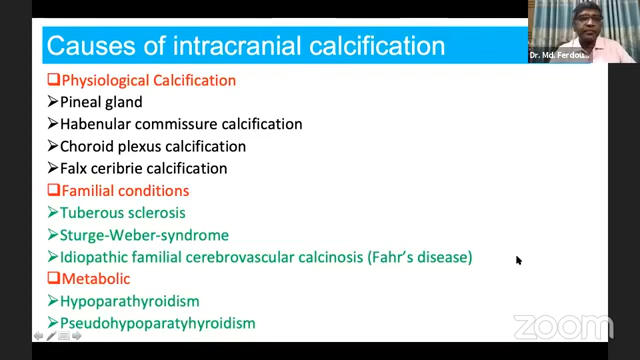 Causes of intracranial calcification
Dr. Md. Ferdou...
Physiological Calcification
Pineal gland
Habenular commissure calcification
Choroid plexus calcification
Falx ceribrie calcification
Familial conditions
Tuberous sclerosis
Sturge-Weber-syndrome
Idiopathic familial cerebrovascular calcinosis (Fahr's disease)
Metabolic
Hypoparathyroidism
Pseudohypoparatyhyroidism
zoom